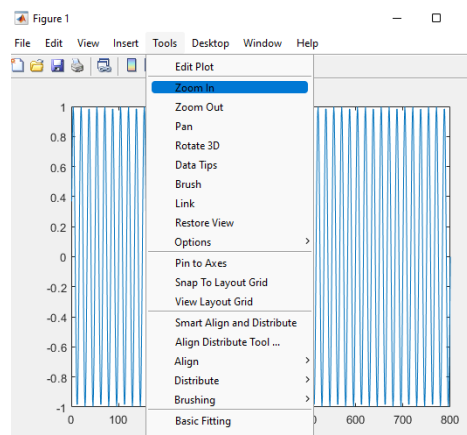 Figure 1
File Edit View Insert Tools Desktop Window Help
Edit Plot
Zoom In
Zoom Out
Pan
Rotate 3D
Data Tips
Brush
Link
Restore View
Options
Pin to Axes
Snap To Layout Grid
View Layout Grid
Smart Align and Distribute
Align Distribute Tool ...
Align
Distribute
Brushing
Basic Fitting
1
0.8
0.6
0.4
0.2
0
-0.2
-0.4
-0.6
-0.8
-1
0 100 600 700 800